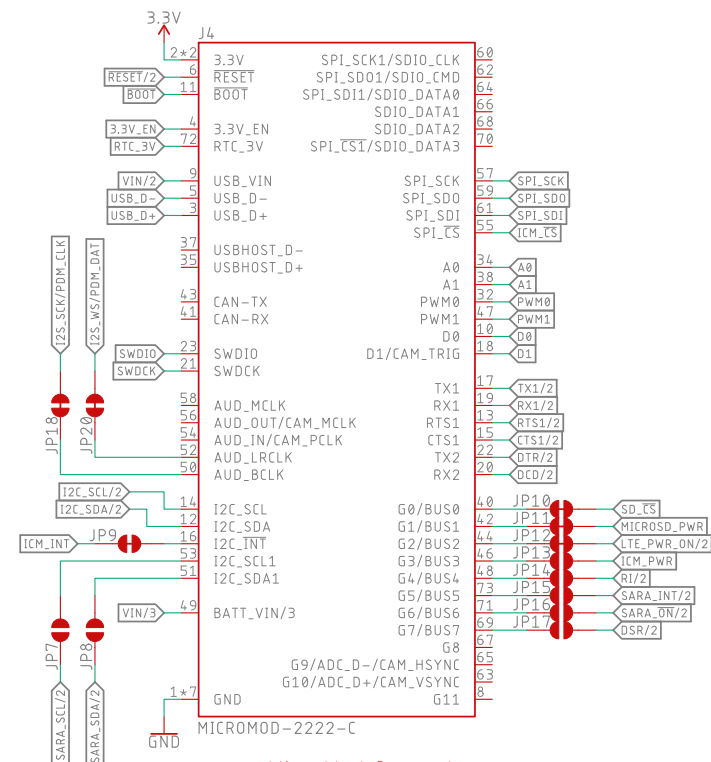 3.3V
J4
2*2 3.3V
SPI_SCK1/SDIO_CLK 60
RESET/2 6 RESET
SPI_SDO1/SDIO_CMD 62
BOOT 11 BOOT
SPI_SDI1/SDIO_DATA0 64
SDIO_DATA1 66
3.3V_EN 4 3.3V_EN
SDIO_DATA2 68
RTC_3V 72 RTC_3V
SPI_CS1/SDIO_DATA3 70
VIN/2 9 USB_VIN
SPI_SCK 57 SPI_SCK
USB_D- 5 USB_D-
SPI_SDO 59 SPI_SDO
USB_D+ 3 USB_D+
SPI_SDI 61 SPI_SDI
SPI_CS 55 ICM_CS
37 USBHOST_D-
35 USBHOST_D+
A0 34 A0
A1 38 A1
43 CAN-TX
PWM0 32 PWM0
41 CAN-RX
PWM1 47 PWM1
D0 10 D0
SWDIO 23 SWDIO
D1/CAM_TRIG 18 D1
SWDCK 21 SWDCK
I2S_SCK/PDM_CLK
I2S_WS/PDM_DAT
JP18
JP20
TX1 17 TX1/2
58 AUD_MCLK
RX1 19 RX1/2
56 AUD_OUT/CAM_MCLK
RTS1 13 RTS1/2
54 AUD_IN/CAM_PCLK
CTS1 15 CTS1/2
52 AUD_LRCLK
TX2 22 DTR/2
50 AUD_BCLK
RX2 20 DCD/2
I2C_SCL/2 14 I2C_SCL
G0/BUS0 40 JP10 SD_CS
I2C_SDA/2 12 I2C_SDA
G1/BUS1 42 JP11 MICROSD_PWR
ICM_INT JP9 16 I2C_INT
G2/BUS2 44 JP12 LTE_PWR_ON/2
53 I2C_SCL1
G3/BUS3 46 JP13 ICM_PWR
51 I2C_SDA1
G4/BUS4 48 JP14 RI/2
G5/BUS5 73 JP15 SARA_INT/2
VIN/3 49 BATT_VIN/3
G6/BUS6 71 JP16 SARA_ON/2
G7/BUS7 69 JP17 DSR/2
G8 67
JP7
JP8
SARA_SCL/2
SARA_SDA/2
G9/ADC_D-/CAM_HSYNC 65
G10/ADC_D+/CAM_VSYNC 63
1*7 GND
G11 8
MICROMOD-2222-C
GND